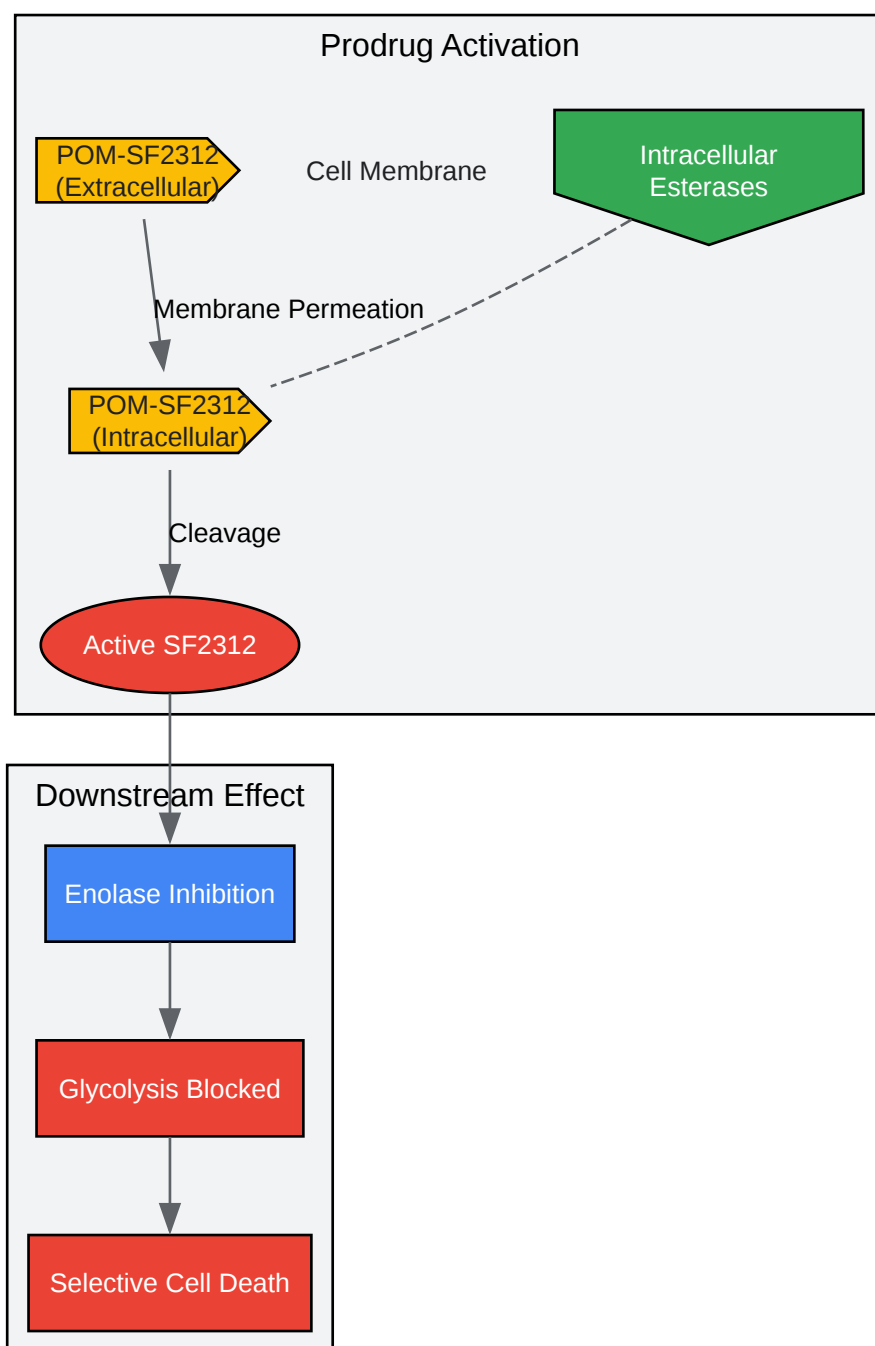 Prodrug Activation
POM-SF2312
(Extracellular)
Cell Membrane
Intracellular
Esterases
Membrane Permeation
POM-SF2312
(Intracellular)
Cleavage
Active SF2312
Downstream Effect
Enolase Inhibition
Glycolysis Blocked
Selective Cell Death